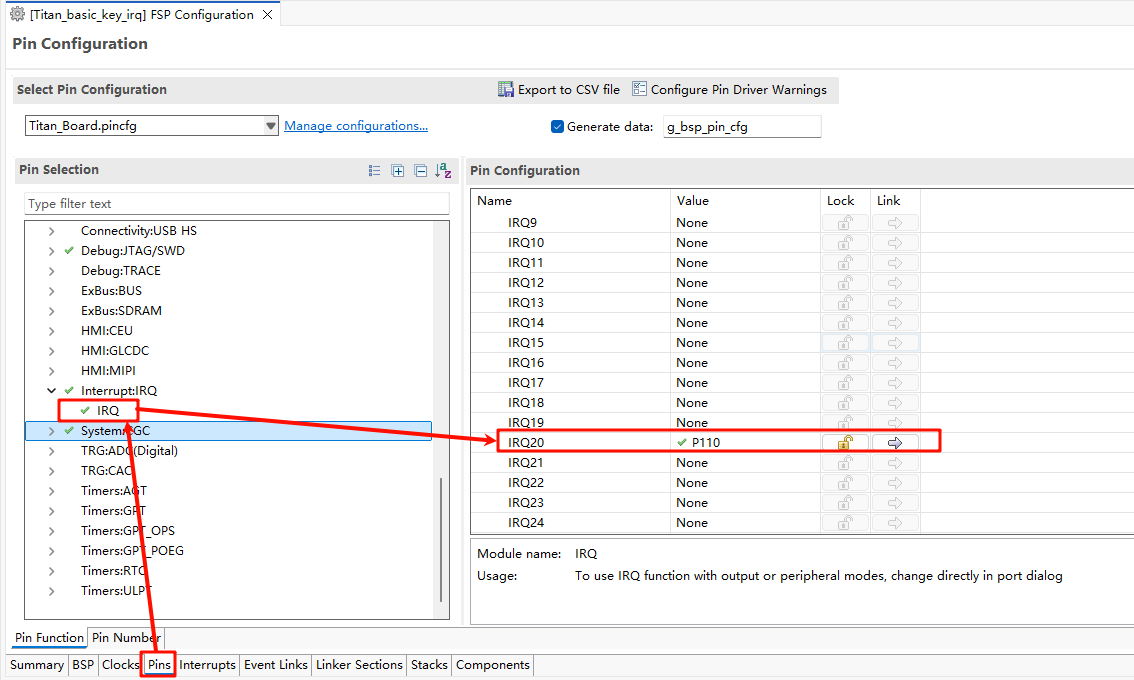 [Titan_basic_key_irq] FSP Configuration
Pin Configuration
Select Pin Configuration
Export to CSV file
Configure Pin Driver Warnings
Titan_Board.pincfg
Manage configurations...
Generate data:
g_bsp_pin_cfg
Pin Selection
Type filter text
Connectivity:USB HS
Debug:JTAG/SWD
Debug:TRACE
ExBus:BUS
ExBus:SDRAM
HMI:CEU
HMI:GLCDC
HMI:MIPI
Interrupt:IRQ
IRQ
System:CGC
TRG:ADC(Digital)
TRG:CAC
Timers:AGT
Timers:GPT
Timers:GPT_OPS
Timers:GPT_POEG
Timers:RTC
Timers:ULPT
Pin Configuration
Name Value Lock Link
IRQ9 None
IRQ10 None
IRQ11 None
IRQ12 None
IRQ13 None
IRQ14 None
IRQ15 None
IRQ16 None
IRQ17 None
IRQ18 None
IRQ19 None
IRQ20 P110
IRQ21 None
IRQ22 None
IRQ23 None
IRQ24 None
Module name: IRQ
Usage: To use IRQ function with output or peripheral modes, change directly in port dialog
Pin Function Pin Number
Summary BSP Clocks Pins Interrupts Event Links Linker Sections Stacks Components